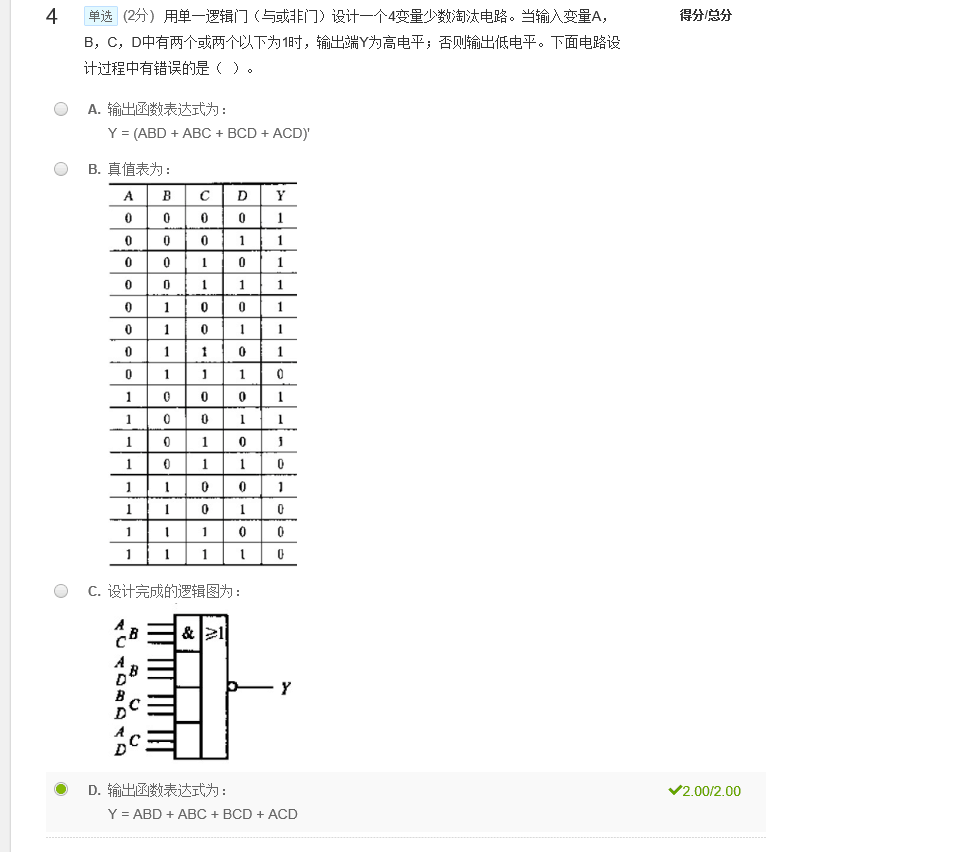 4 单选 (2分) 用单一逻辑门（与或非门）设计一个4变量少数淘汰电路。当输入变量A， 得分/总分
B，C，D中有两个或两个以下为1时，输出端Y为高电平；否则输出低电平。下面电路设
计过程中有错误的是（ ）。
A. 输出函数表达式为：
Y = (ABD + ABC + BCD + ACD)'
B. 真值表为：
A B C D Y
0 0 0 0 1
0 0 0 1 1
0 0 1 0 1
0 0 1 1 1
0 1 0 0 1
0 1 0 1 1
0 1 1 0 1
0 1 1 1 0
1 0 0 0 1
1 0 0 1 1
1 0 1 0 1
1 0 1 1 0
1 1 0 0 1
1 1 0 1 0
1 1 1 0 0
1 1 1 1 0
C. 设计完成的逻辑图为：
A
B & ≥1
C
A
B
D
B
C Y
D
A
C
D
D. 输出函数表达式为： 2.00/2.00
Y = ABD + ABC + BCD + ACD